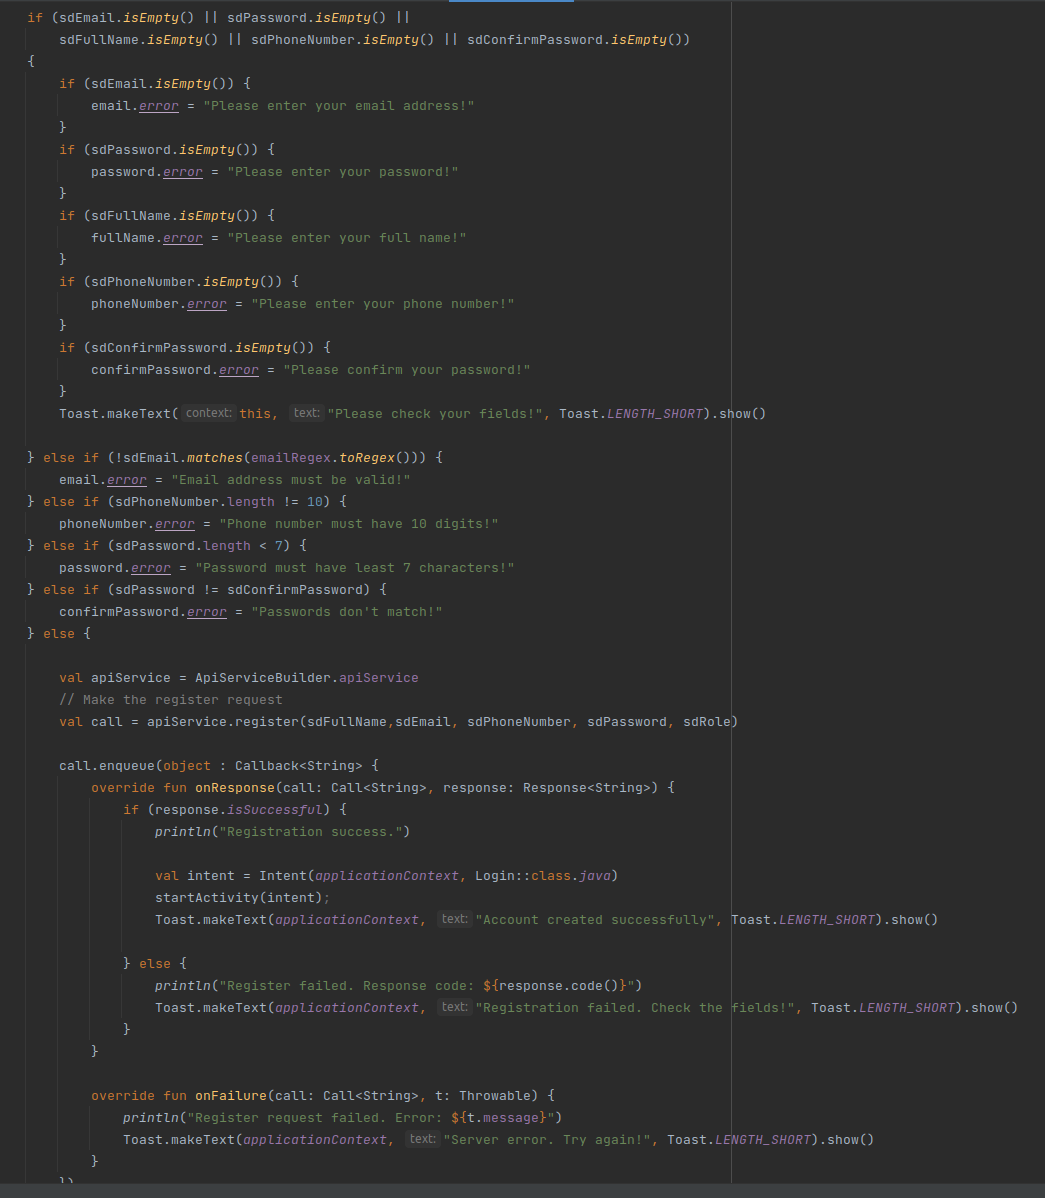 if (sdEmail.isEmpty() || sdPassword.isEmpty() ||
sdFullName.isEmpty() || sdPhoneNumber.isEmpty() || sdConfirmPassword.isEmpty())
{
if (sdEmail.isEmpty()) {
email.error = "Please enter your email address!"
}
if (sdPassword.isEmpty()) {
password.error = "Please enter your password!"
}
if (sdFullName.isEmpty()) {
fullName.error = "Please enter your full name!"
}
if (sdPhoneNumber.isEmpty()) {
phoneNumber.error = "Please enter your phone number!"
}
if (sdConfirmPassword.isEmpty()) {
confirmPassword.error = "Please confirm your password!"
}
Toast.makeText( context: this, text: "Please check your fields!", Toast.LENGTH_SHORT).show()
} else if (!sdEmail.matches(emailRegex.toRegex())) {
email.error = "Email address must be valid!"
} else if (sdPhoneNumber.length != 10) {
phoneNumber.error = "Phone number must have 10 digits!"
} else if (sdPassword.length < 7) {
password.error = "Password must have least 7 characters!"
} else if (sdPassword != sdConfirmPassword) {
confirmPassword.error = "Passwords don't match!"
} else {
val apiService = ApiServiceBuilder.apiService
// Make the register request
val call = apiService.register(sdFullName,sdEmail, sdPhoneNumber, sdPassword, sdRole)
call.enqueue(object : Callback<String> {
override fun onResponse(call: Call<String>, response: Response<String>) {
if (response.isSuccessful) {
println("Registration success.")
val intent = Intent(applicationContext, Login::class.java)
startActivity(intent);
Toast.makeText(applicationContext, text: "Account created successfully", Toast.LENGTH_SHORT).show()
} else {
println("Register failed. Response code: ${response.code()}")
Toast.makeText(applicationContext, text: "Registration failed. Check the fields!", Toast.LENGTH_SHORT).show()
}
}
override fun onFailure(call: Call<String>, t: Throwable) {
println("Register request failed. Error: ${t.message}")
Toast.makeText(applicationContext, text: "Server error. Try again!", Toast.LENGTH_SHORT).show()
}
})